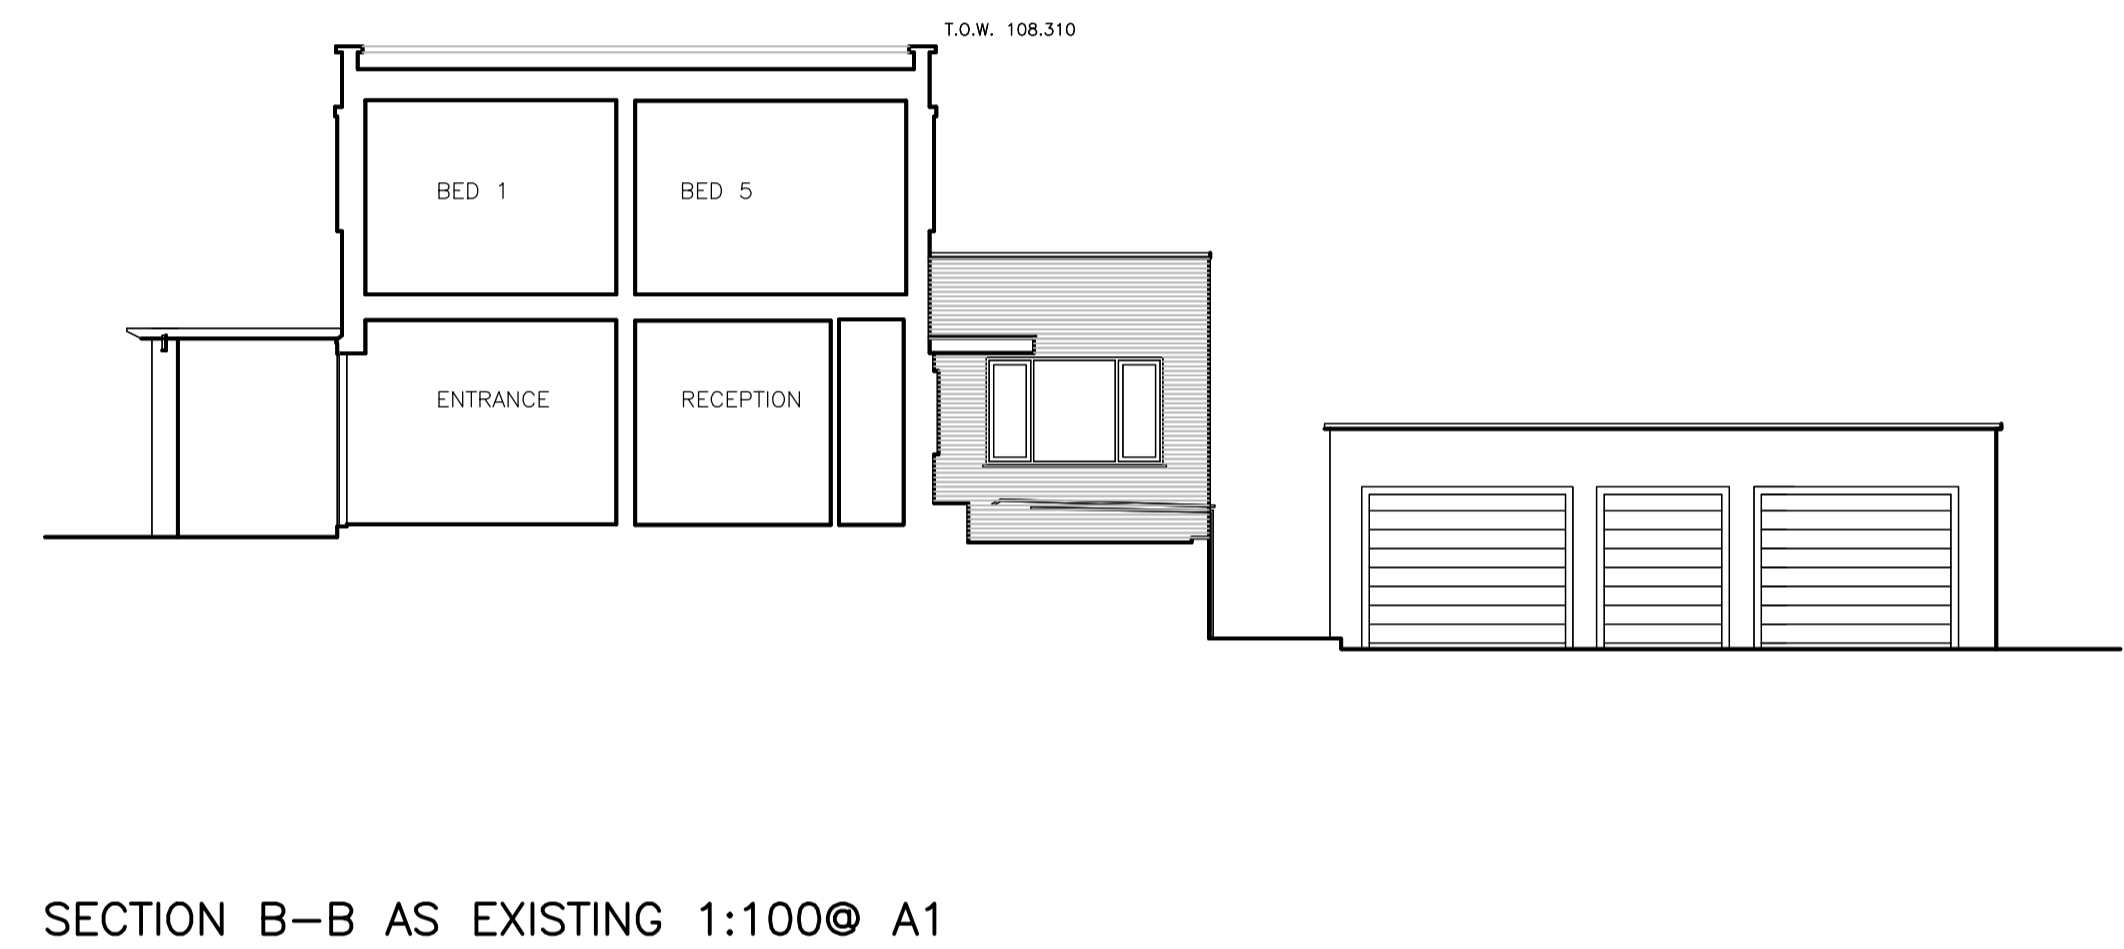 T.O.W. 108.310
BED 1 BED 5
ENTRANCE RECEPTION
SECTION B-B AS EXISTING 1:100@ A1